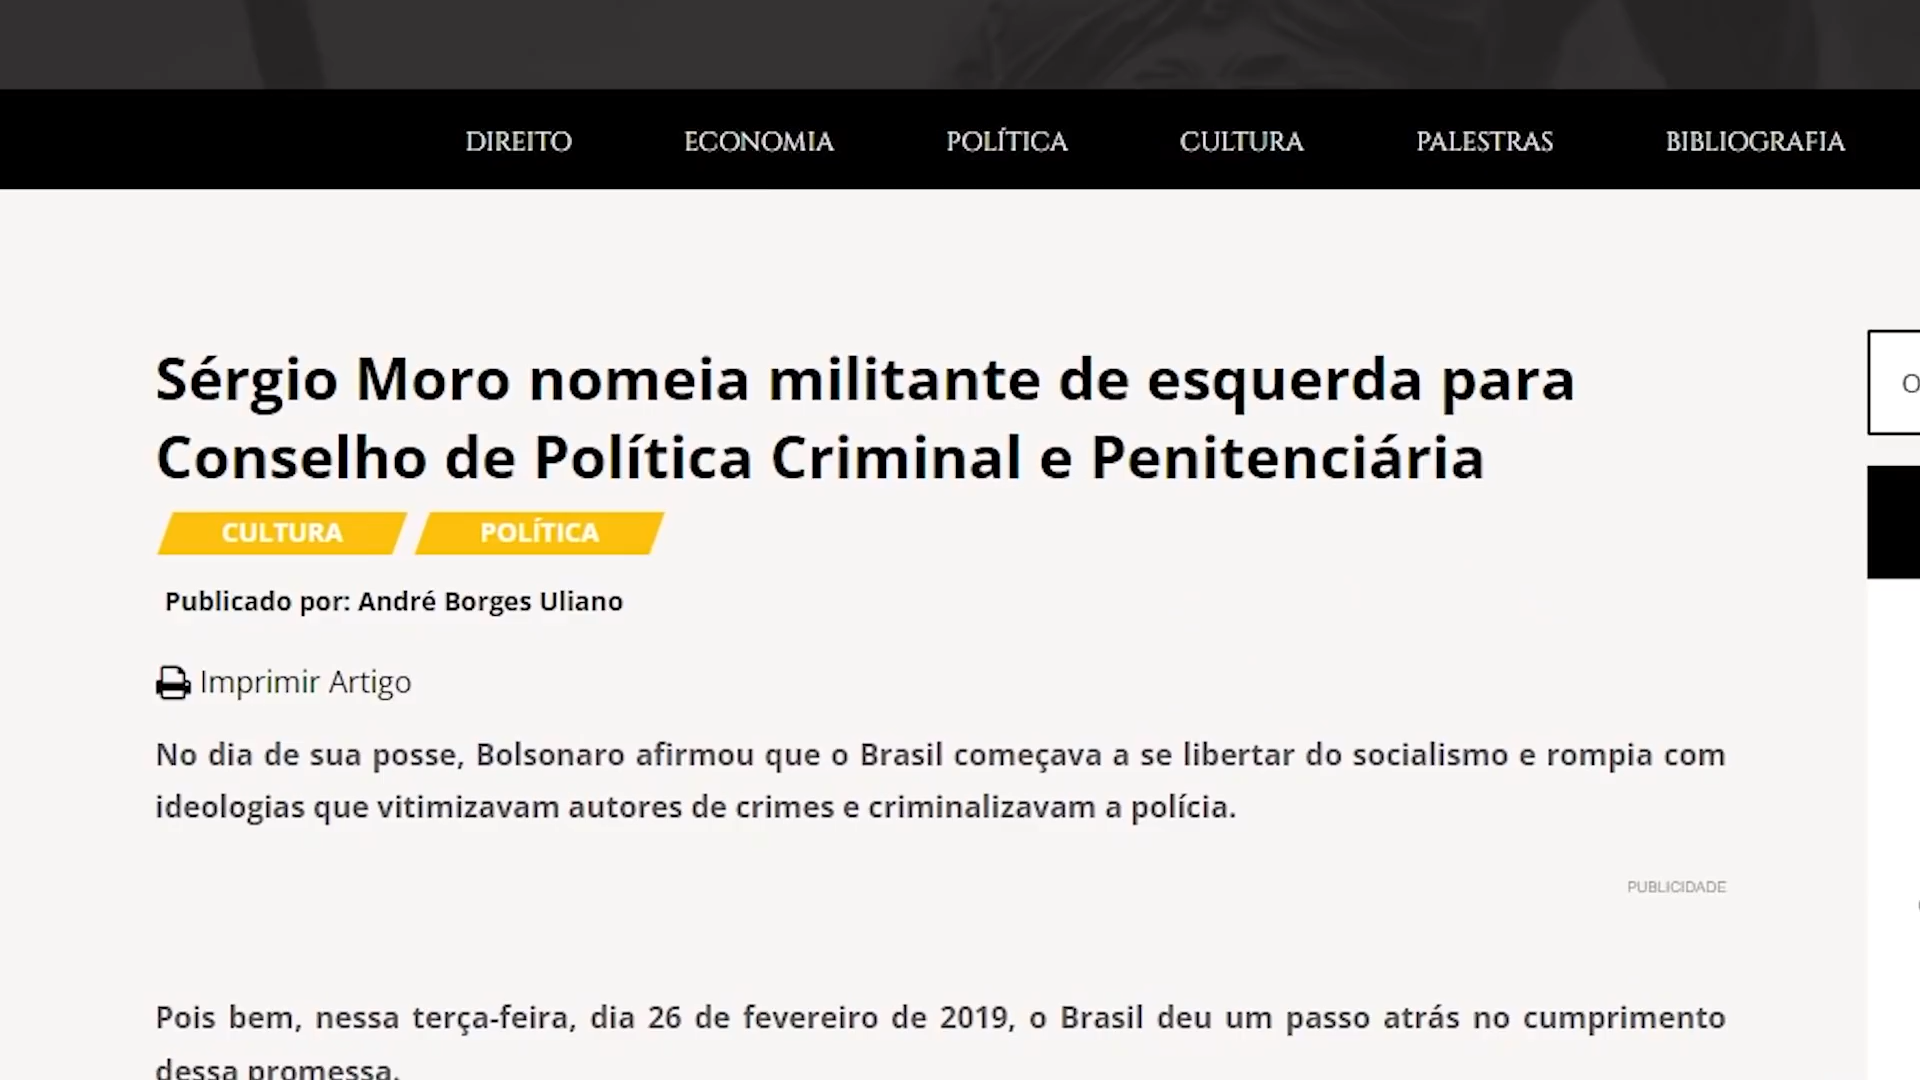 DIREITO ECONOMIA POLÍTICA CULTURA PALESTRAS BIBLIOGRAFIA
Sérgio Moro nomeia militante de esquerda para
Conselho de Política Criminal e Penitenciária
CULTURA POLÍTICA
Publicado por: André Borges Uliano
Imprimir Artigo
No dia de sua posse, Bolsonaro afirmou que o Brasil começava a se libertar do socialismo e rompia com
ideologias que vitimizavam autores de crimes e criminalizavam a polícia.
PUBLICIDADE
Pois bem, nessa terça-feira, dia 26 de fevereiro de 2019, o Brasil deu um passo atrás no cumprimento
dessa promessa.